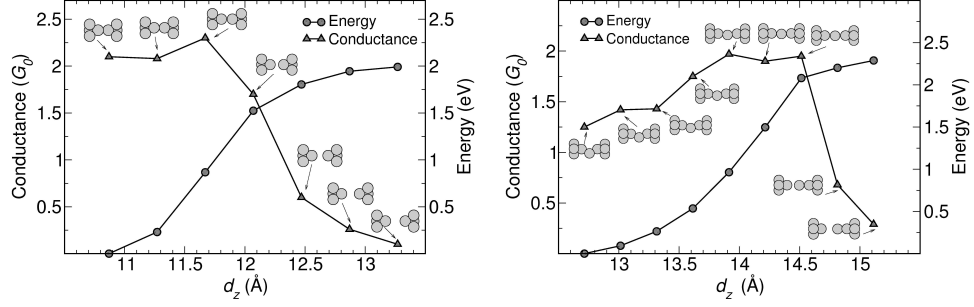 Energy
Conductance
2.5
2
1.5
1
0.5
Conductance (G0)
2.5
2
1.5
1
0.5
Energy (eV)
11 11.5 12 12.5 13
dz (Å)
Energy
Conductance
2
1.5
1
0.5
Conductance (G0)
2.5
2
1.5
1
0.5
Energy (eV)
13 13.5 14 14.5 15
dz (Å)